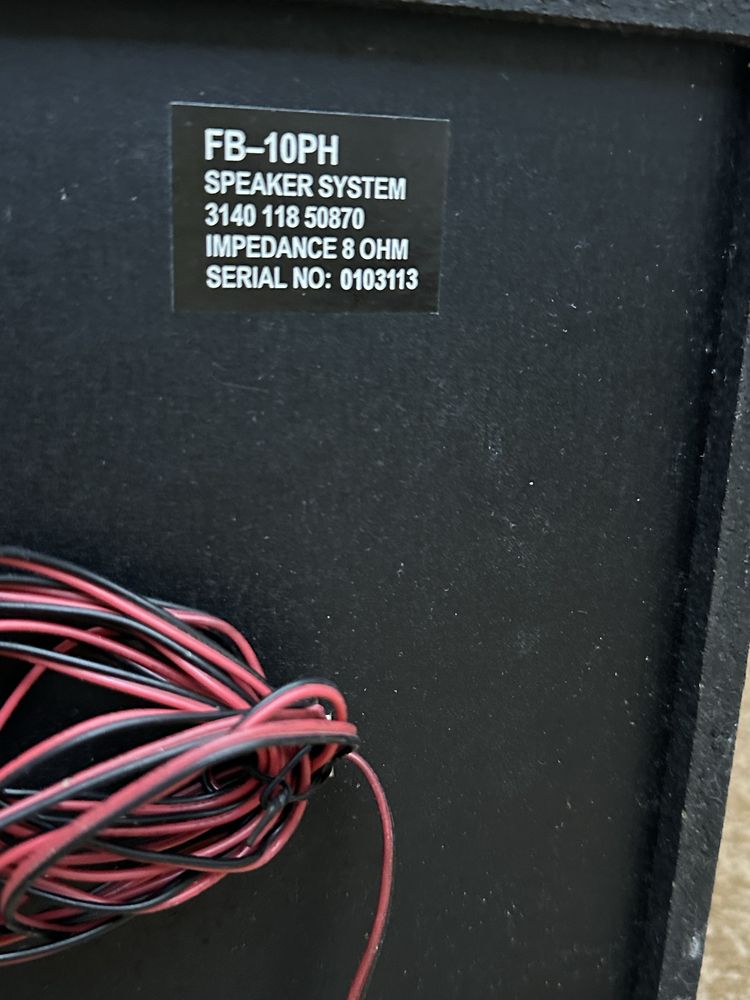 FB–10PH
SPEAKER SYSTEM
3140 118 50870
IMPEDANCE 8 OHM
SERIAL NO: 0103113